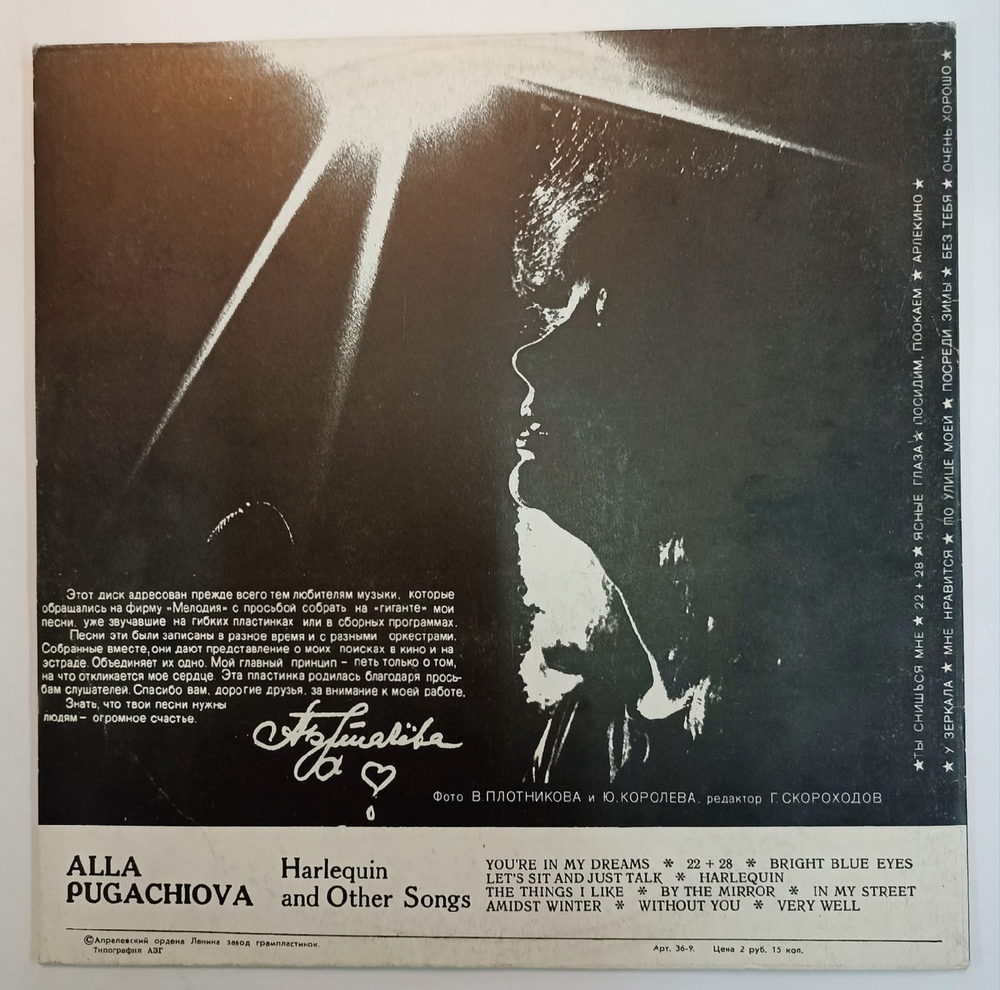 Этот диск адресован прежде всего тем любителям музыки, которые
обращались на фирму «Мелодия» с просьбой собрать на «гиганте» мои
песни, уже звучавшие на гибких пластинках или в сборных программах.
Песни эти были записаны в разное время и с разными оркестрами.
Собранные вместе, они дают представление о моих поисках в кино и на
эстраде. Объединяет их одно. Мой главный принцип – петь только о том,
на что откликается мое сердце. Эта пластинка родилась благодаря прось-
бам слушателей. Спасибо вам, дорогие друзья, за внимание к моей работе.
Знать, что твои песни нужны
людям – огромное счастье.
Фото В.ПЛОТНИКОВА и Ю.КОРОЛЕВА, редактор Г.СКОРОХОДОВ
★ТЫ СНИШЬСЯ МНЕ★ 22 + 28★ ЯСНЫЕ ГЛАЗА★ ПОСИДИМ, ПООКАЕМ ★ АРЛЕКИНО★
★ У ЗЕРКАЛА ★ МНЕ НРАВИТСЯ★ ПО УЛИЦЕ МОЕЙ ★ ПОСРЕДИ ЗИМЫ★ БЕЗ ТЕБЯ★ ОЧЕНЬ ХОРОШО★
ALLA
PUGACHIOVA
Harlequin
and Other Songs
YOU'RE IN MY DREAMS * 22 + 28 * BRIGHT BLUE EYES
LET'S SIT AND JUST TALK * HARLEQUIN
THE THINGS I LIKE * BY THE MIRROR * IN MY STREET
AMIDST WINTER * WITHOUT YOU * VERY WELL
©Апрелевский ордена Ленина завод грампластинок.
Типография АЗГ
Арт. 36-9. Цена 2 руб. 15 коп.